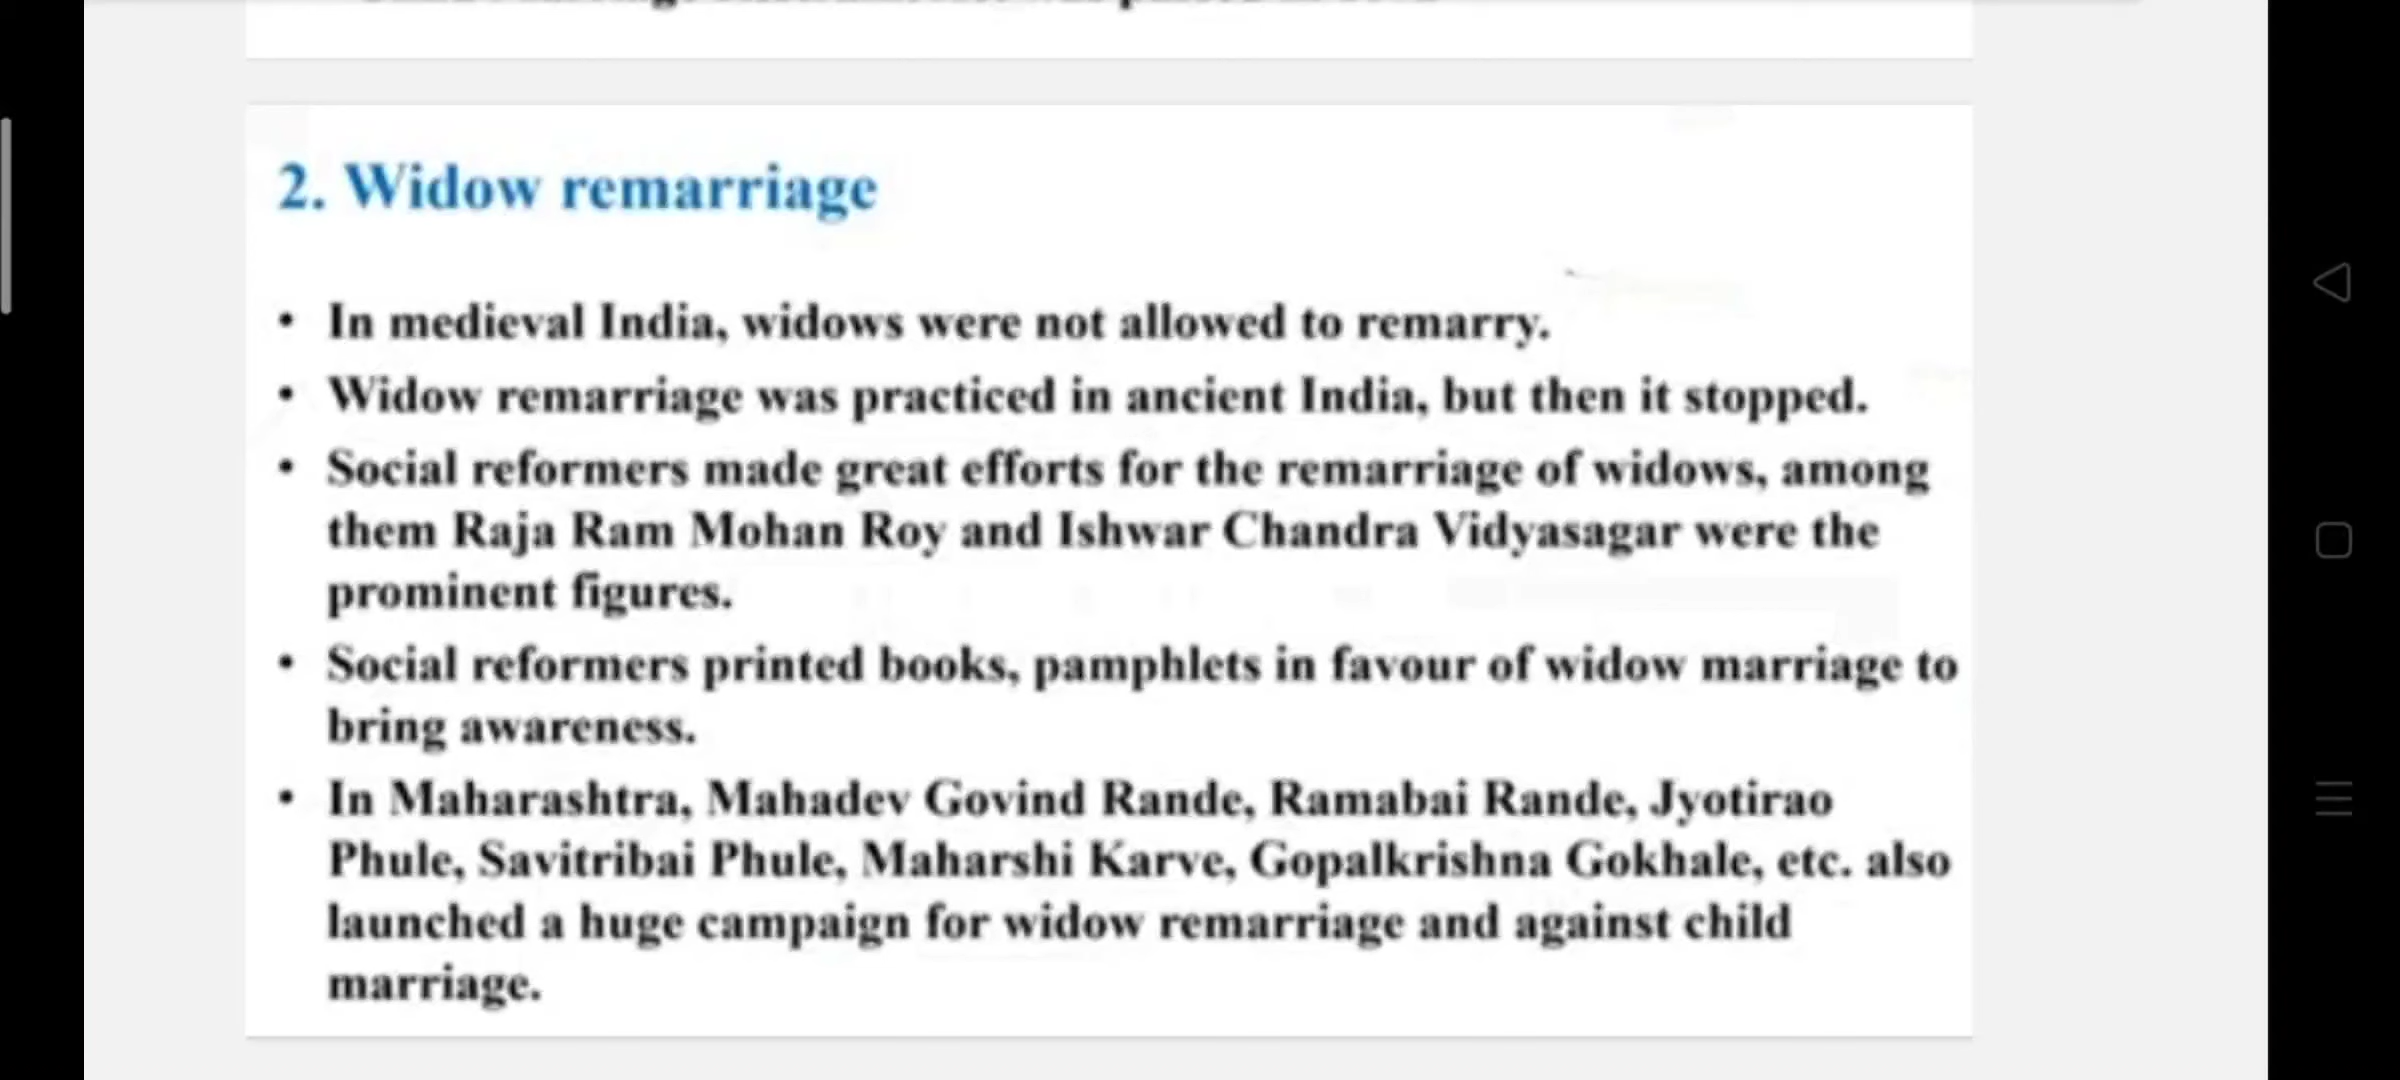 2. Widow remarriage
• In medieval India, widows were not allowed to remarry.
• Widow remarriage was practiced in ancient India, but then it stopped.
• Social reformers made great efforts for the remarriage of widows, among
them Raja Ram Mohan Roy and Ishwar Chandra Vidyasagar were the
prominent figures.
• Social reformers printed books, pamphlets in favour of widow marriage to
bring awareness.
• In Maharashtra, Mahadev Govind Rande, Ramabai Rande, Jyotirao
Phule, Savitribai Phule, Maharshi Karve, Gopalkrishna Gokhale, etc. also
launched a huge campaign for widow remarriage and against child
marriage.